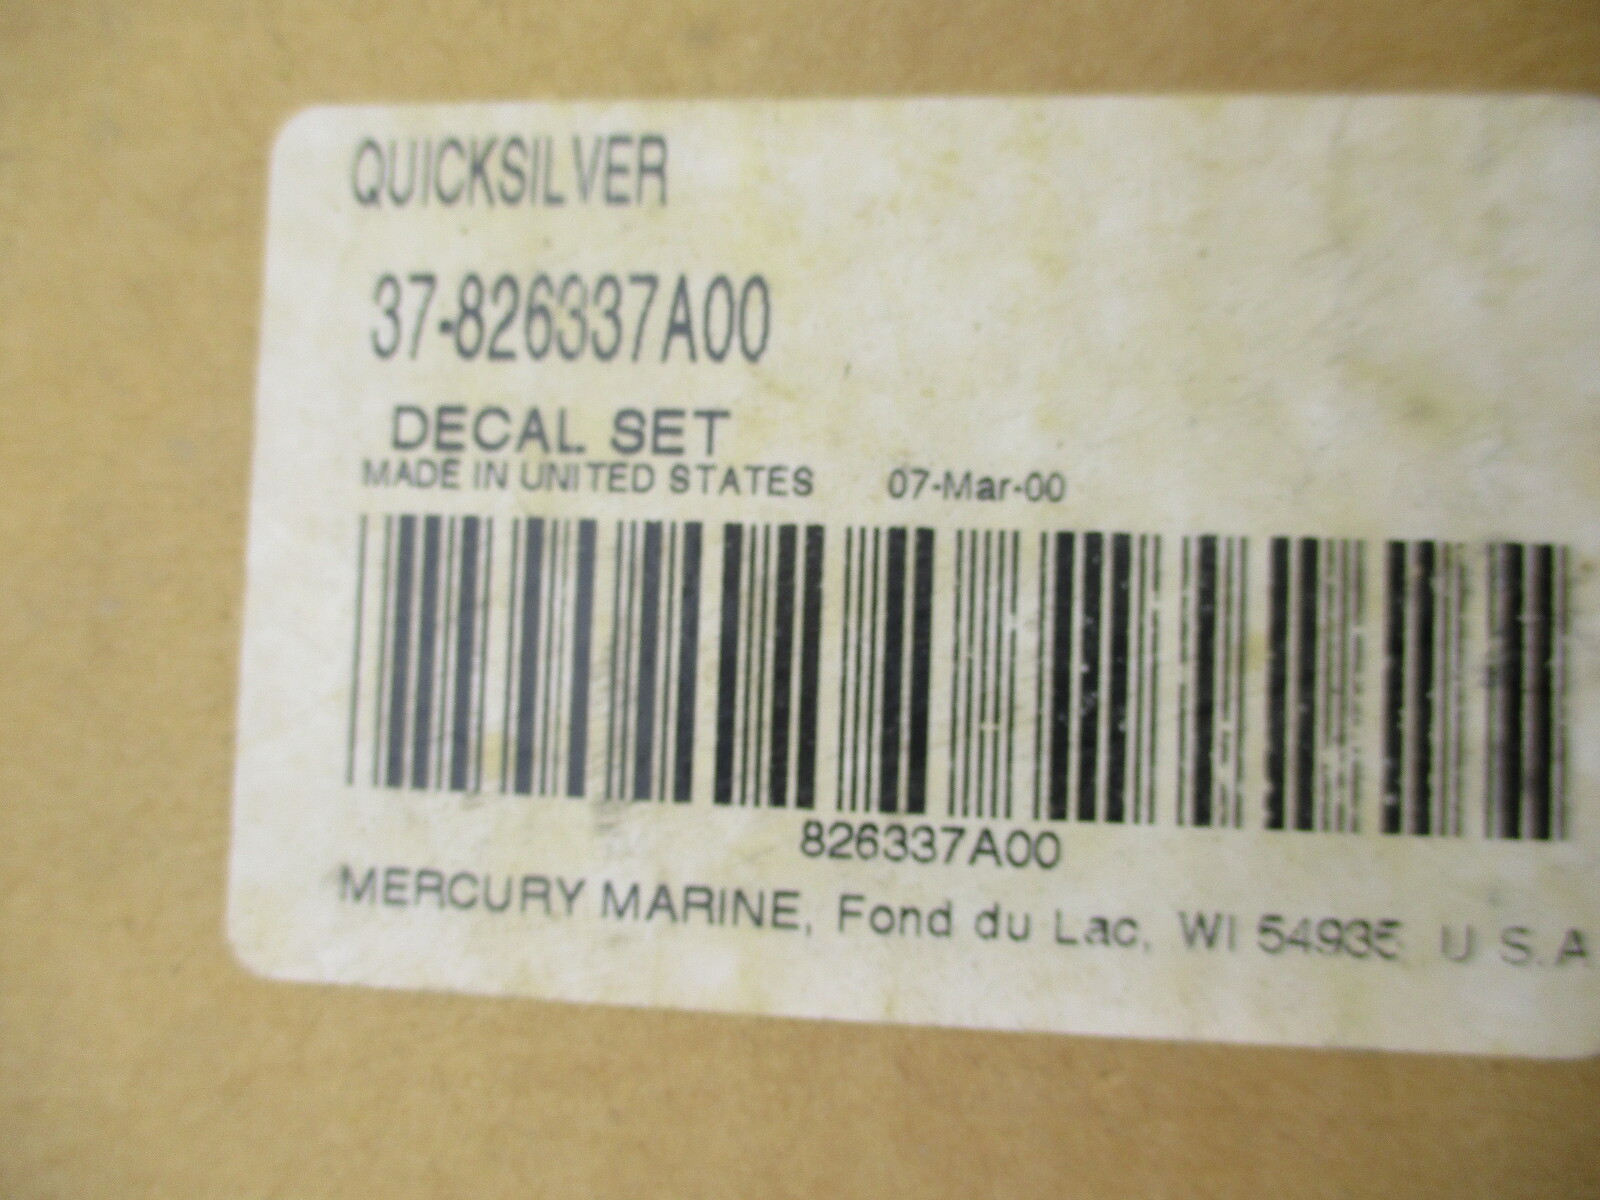 QUICKSILVER
37-826337A00
DECAL SET
MADE IN UNITED STATES 07-Mar-00
826337A00
MERCURY MARINE, Fond du Lac, WI 54935 U S.A